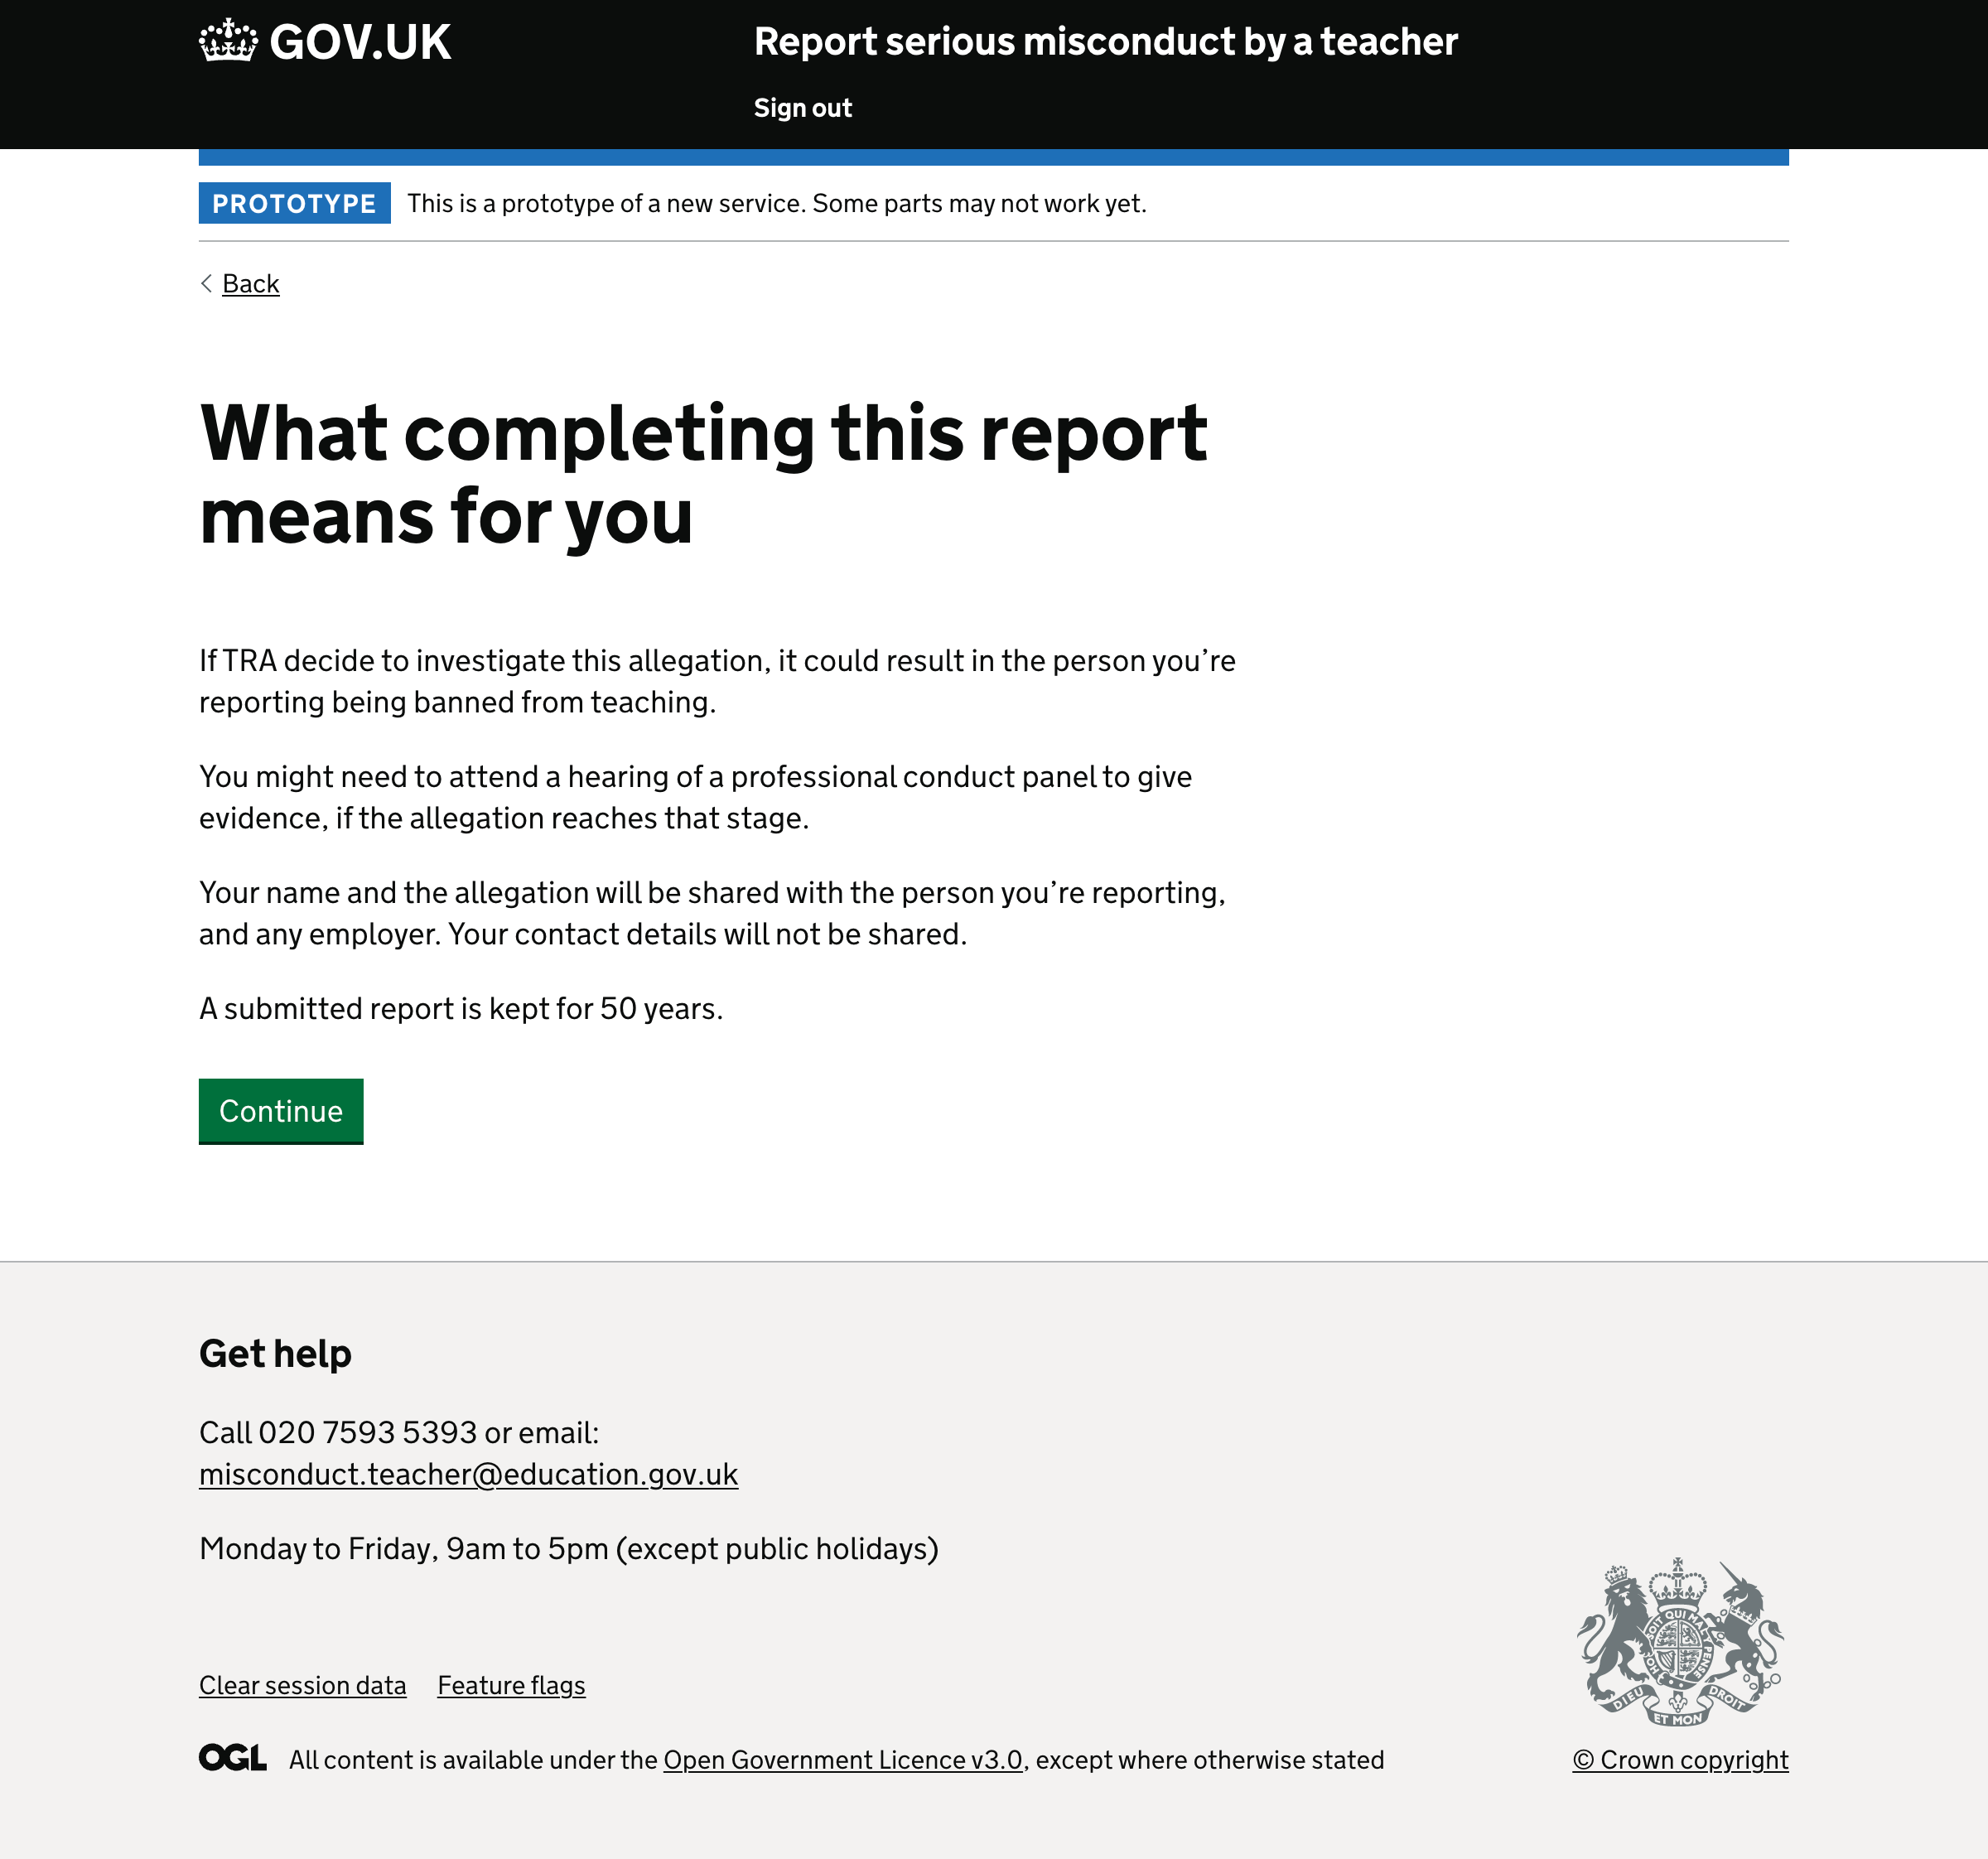 GOV.UK
Report serious misconduct by a teacher
Sign out
PROTOTYPE This is a prototype of a new service. Some parts may not work yet.
Back
What completing this report
means for you
If TRA decide to investigate this allegation, it could result in the person you’re
reporting being banned from teaching.
You might need to attend a hearing of a professional conduct panel to give
evidence, if the allegation reaches that stage.
Your name and the allegation will be shared with the person you’re reporting,
and any employer. Your contact details will not be shared.
A submitted report is kept for 50 years.
Continue
Get help
Call 020 7593 5393 or email:
misconduct.teacher@education.gov.uk
Monday to Friday, 9am to 5pm (except public holidays)
Clear session data Feature flags
DIEU ET MON DROIT
OGL All content is available under the Open Government Licence v3.0, except where otherwise stated
© Crown copyright